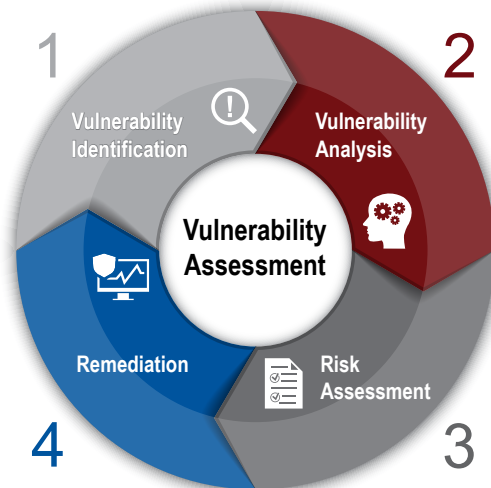 1
2
Vulnerability
Identification
Vulnerability
Analysis
Vulnerability
Assessment
Remediation
Risk
Assessment
4
3